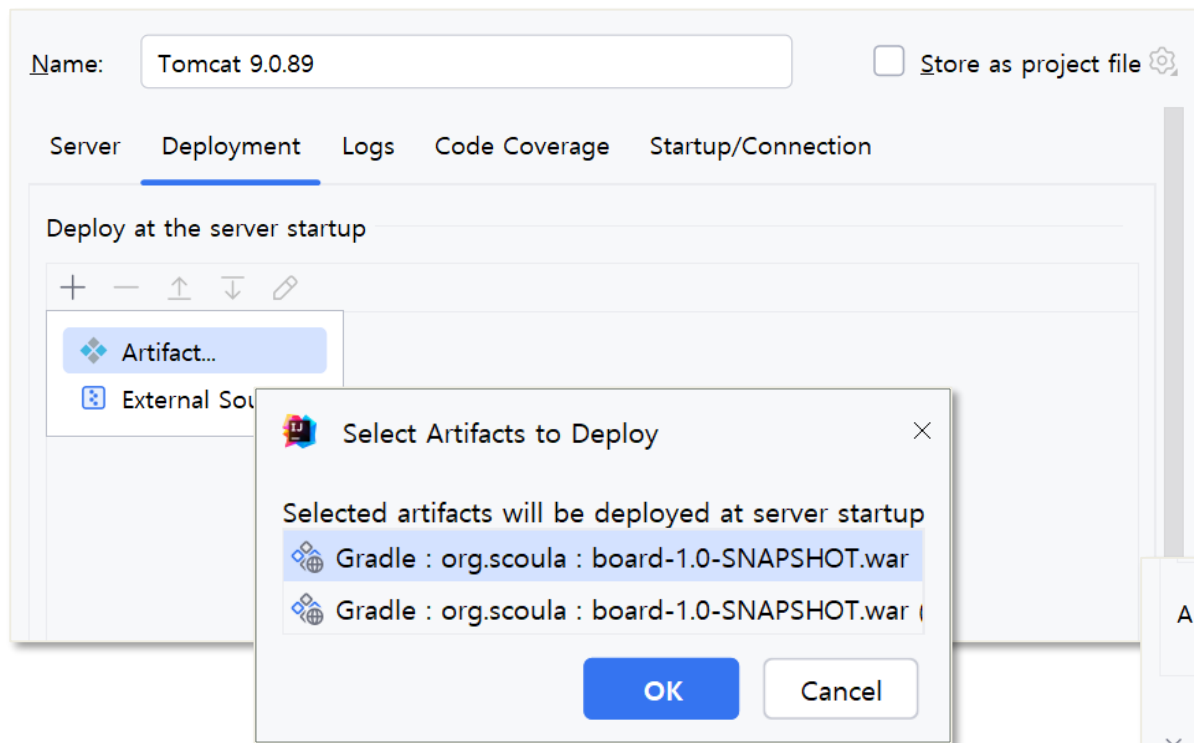 Name:
Tomcat 9.0.89
Store as project file
Server Deployment Logs Code Coverage Startup/Connection
Deploy at the server startup
Artifact...
External Sou
Select Artifacts to Deploy
Selected artifacts will be deployed at server startup
Gradle : org.scoula : board-1.0-SNAPSHOT.war
Gradle : org.scoula : board-1.0-SNAPSHOT.war (
OK Cancel
A